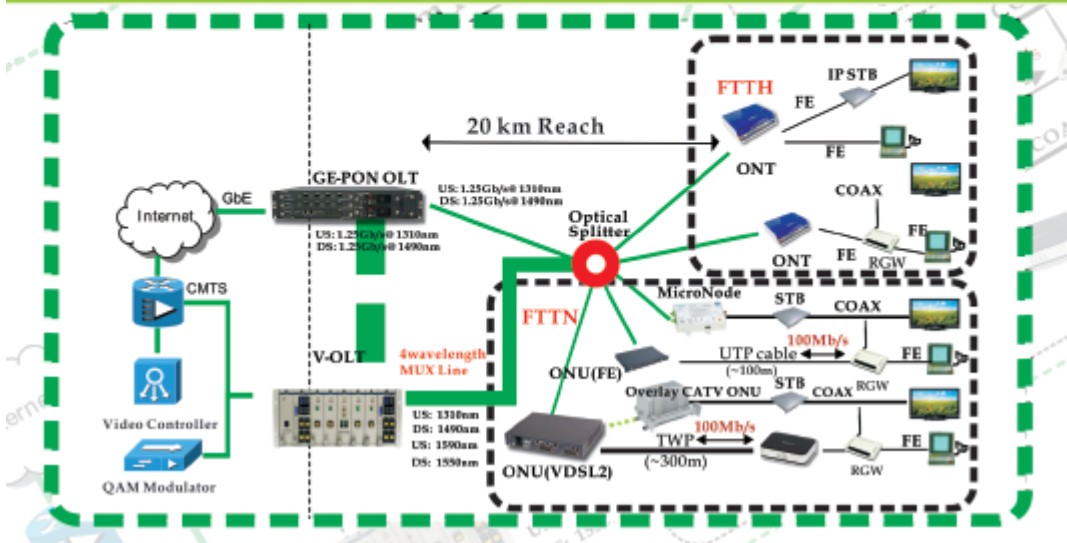 FTTH
IP STB
FE
20 km Reach
ONT
FE
GE-PON OLT
US: 1.25Gb/s@ 1310nm
DS: 1.25Gb/s@ 1490nm
GbE
Internet
COAX
Optical
Splitter
US: 1.25Gb/s@ 1310nm
DS: 1.25Gb/s@ 1490nm
FE
ONT
FE
RGW
CMTS
MicroNode
STB
COAX
FTTN
V-OLT
4wavelength
MUX Line
100Mb/s
UTP cable
FE
ONU(FE)
(~100m)
RGW
Overlay CATV ONU
STB
COAX
Video Controller
US: 1310nm
DS: 1490nm
US: 1590nm
DS: 1550nm
100Mb/s
TWP
FE
ONU(VDSL2)
(~300m)
RGW
QAM Modulator